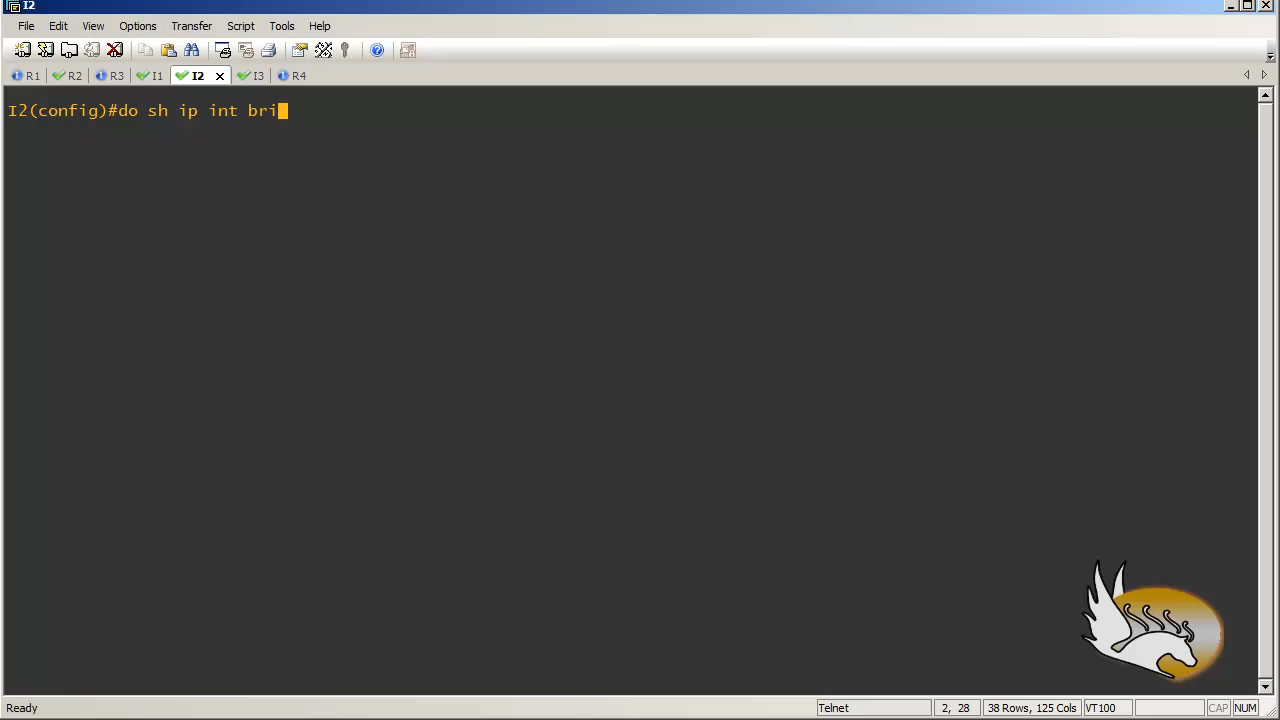 I2
File Edit View Options Transfer Script Tools Help
R1 R2 R3 I1 I2 I3 R4
I2(config)#do sh ip int bri
Ready Telnet 2, 28 38 Rows, 125 Cols VT100 CAP NUM